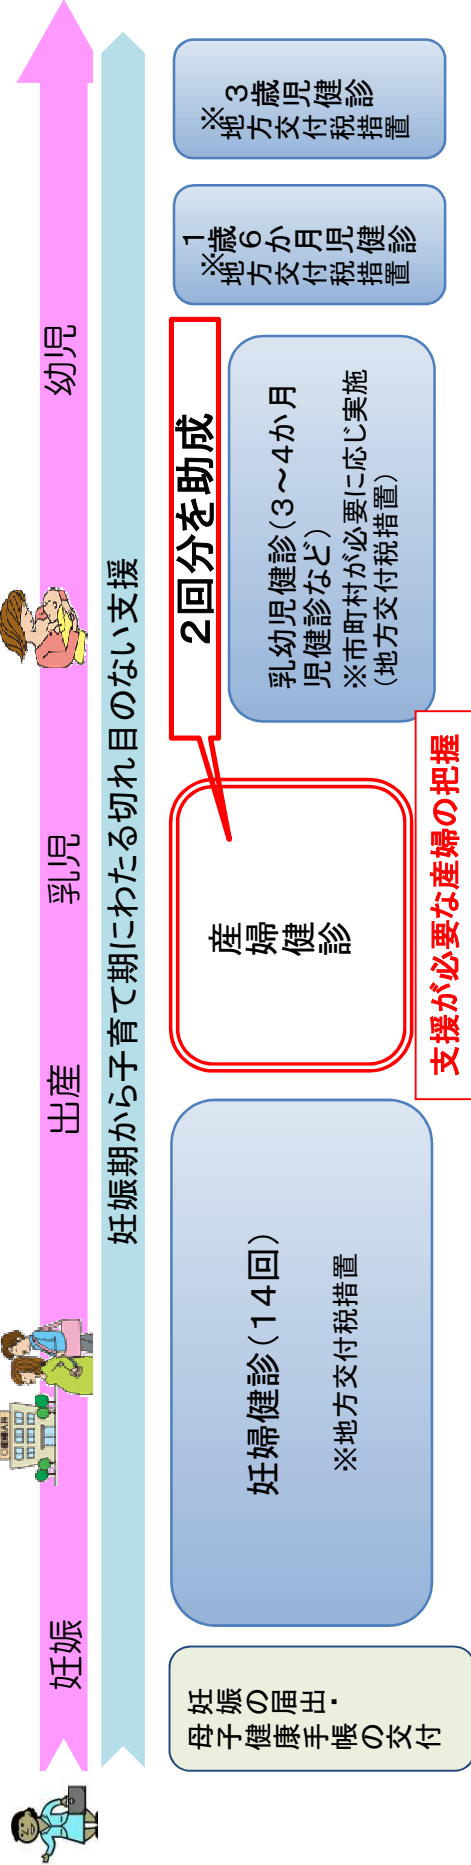 妊娠
出産
乳児
幼児
妊娠期から子育て期にわたる切れ目のない支援
妊娠の届出・
母子健康手帳の交付
妊婦健診(14回)
※地方交付税措置
産婦健診
2回分を助成
支援が必要な産婦の把握
乳幼児健診(3～4か月
児健診など)
※市町村が必要に応じ実施
(地方交付税措置)
1歳6か月児健診
※地方交付税措置
3歳児健診
※地方交付税措置